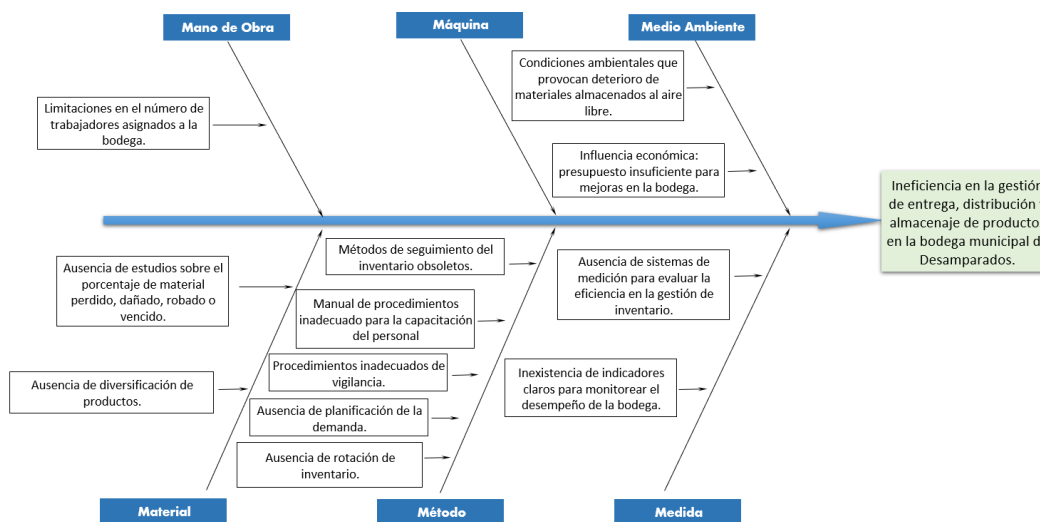 Mano de Obra
Máquina
Medio Ambiente
Condiciones ambientales que
provocan deterioro de
materiales almacenados al aire
libre.
Limitaciones en el número de
trabajadores asignados a la
bodega.
Influencia económica:
presupuesto insuficiente para
mejoras en la bodega.
Ineficiencia en la gestión
de entrega, distribución
almacenaje de producto
en la bodega municipal d
Desamparados.
Métodos de seguimiento del
inventario obsoletos.
Ausencia de estudios sobre el
porcentaje de material
perdido, dañado, robado o
vencido.
Ausencia de sistemas de
medición para evaluar la
eficiencia en la gestión de
inventario.
Manual de procedimientos
inadecuado para la capacitación
del personal
Procedimientos inadecuados de
vigilancia.
Ausencia de diversificación de
productos.
Inexistencia de indicadores
claros para monitorear el
desempeño de la bodega.
Ausencia de planificación de la
demanda.
Ausencia de rotación de
inventario.
Material
Método
Medida